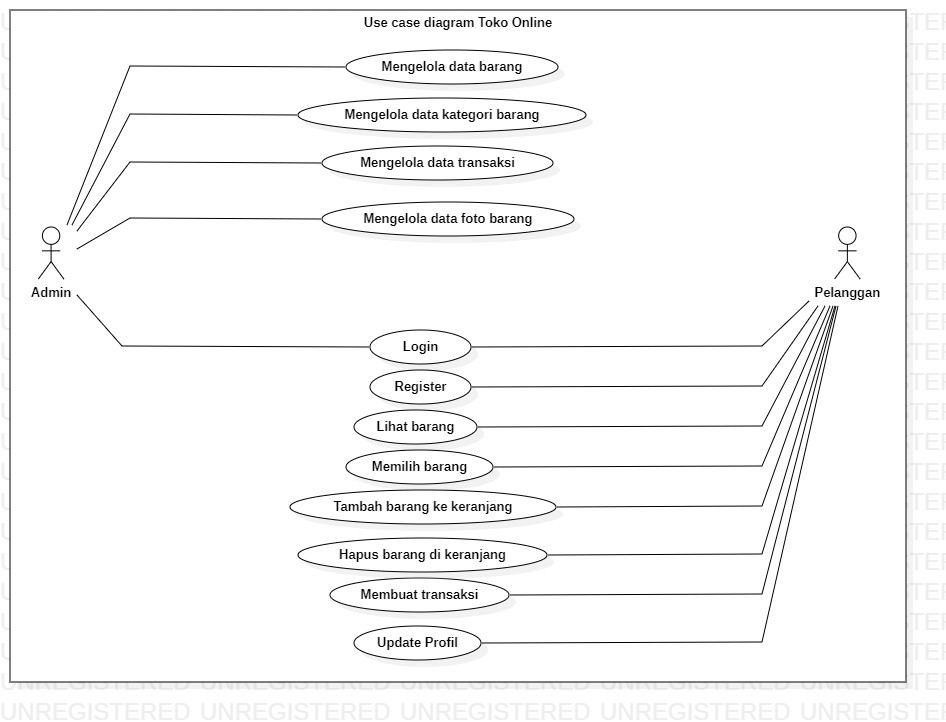 Use case diagram Toko Online
Mengelola data barang
Mengelola data kategori barang
Mengelola data transaksi
Mengelola data foto barang
Admin
Pelanggan
Login
Register
Lihat barang
Memilih barang
Tambah barang ke keranjang
Hapus barang di keranjang
Membuat transaksi
Update Profil
UNREGISTERED UNREGISTERED UNREGISTERED UNREGISTERED UNREGISTERED
UNREGISTERED UNREGISTERED UNREGISTERED UNREGISTERED UNREGISTERED